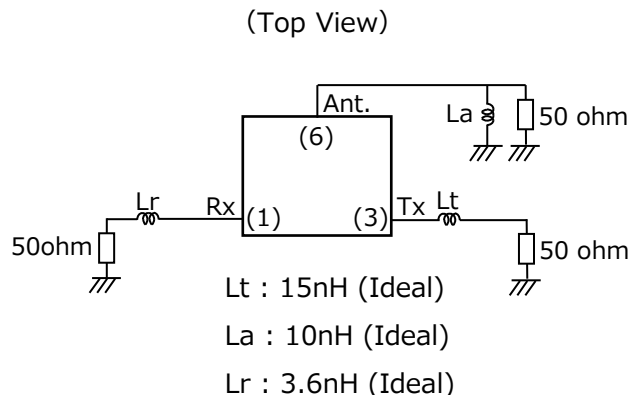 (Top View)
Ant.
(6)
La
50 ohm
Lr
Rx
(1)
(3)
Tx
Lt
50ohm
50 ohm
Lt : 15nH (Ideal)
La : 10nH (Ideal)
Lr : 3.6nH (Ideal)